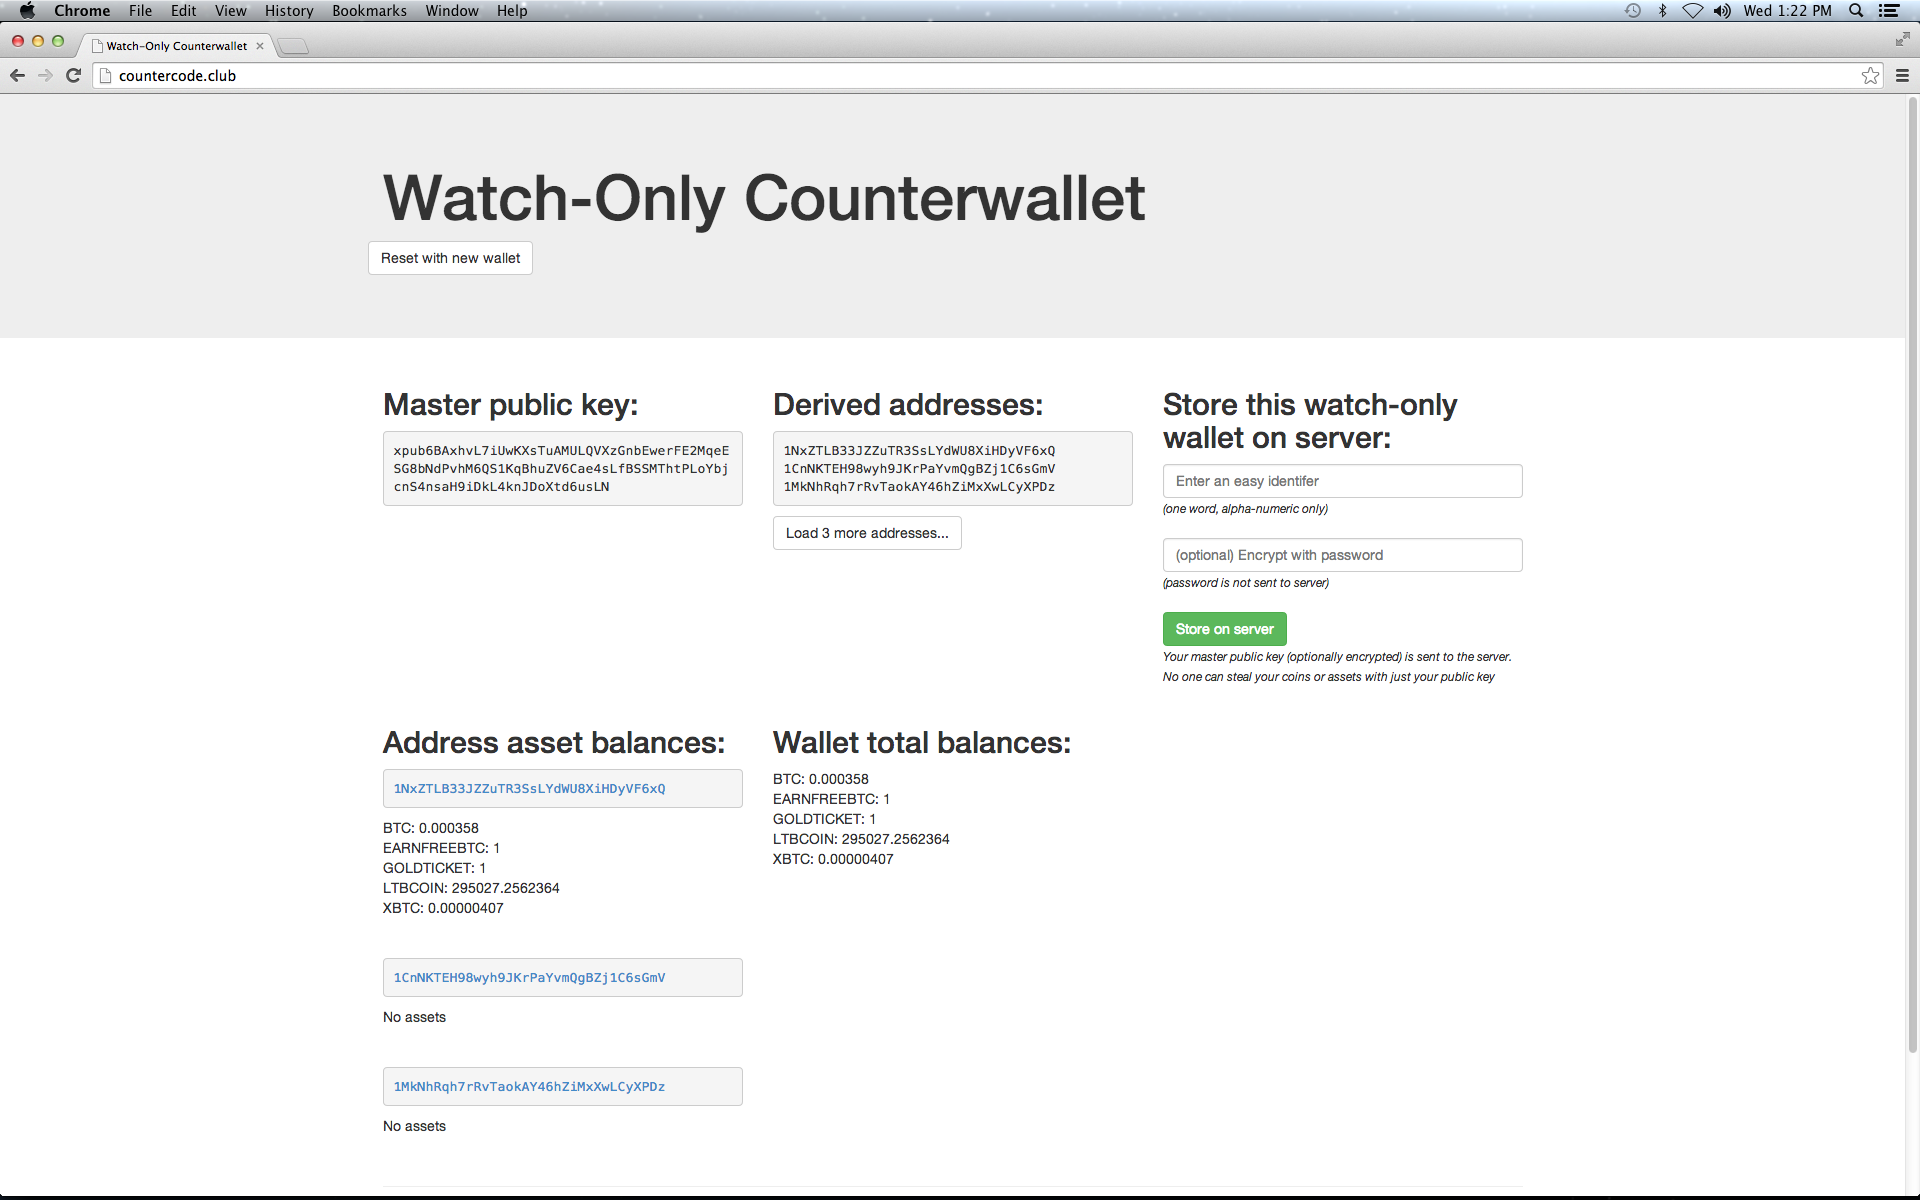 Chrome File Edit View History Bookmarks Window Help Wed 1:22 PM
Watch-Only Counterwallet
countercode.club
Watch-Only Counterwallet
Reset with new wallet
Master public key:
xpub6BAxhvL7iUwKXsTuAMULQVXzGnbEwerFE2MqeE
SG8bNdPvhM6QS1KqBhuZV6Cae4sLfBSSMThtPLoYbj
cnS4nsaH9iDkL4knJDoXtd6usLN
Derived addresses:
1NxZTLB33JZZuTR3SsLYdWU8XiHDyVF6xQ
1CnNKTEH98wyh9JKrPaYvmQgBZj1C6sGmV
1MkNhRqh7rRvTaokAY46hZiMxXwLCyXPDz
Load 3 more addresses...
Store this watch-only
wallet on server:
Enter an easy identifer
(one word, alpha-numeric only)
(optional) Encrypt with password
(password is not sent to server)
Store on server
Your master public key (optionally encrypted) is sent to the server.
No one can steal your coins or assets with just your public key
Address asset balances:
1NxZTLB33JZZuTR3SsLYdWU8XiHDyVF6xQ
BTC: 0.000358
EARNFREEBTC: 1
GOLDTICKET: 1
LTBCOIN: 295027.2562364
XBTC: 0.00000407
1CnNKTEH98wyh9JKrPaYvmQgBZj1C6sGmV
No assets
1MkNhRqh7rRvTaokAY46hZiMxXwLCyXPDz
No assets
Wallet total balances:
BTC: 0.000358
EARNFREEBTC: 1
GOLDTICKET: 1
LTBCOIN: 295027.2562364
XBTC: 0.00000407